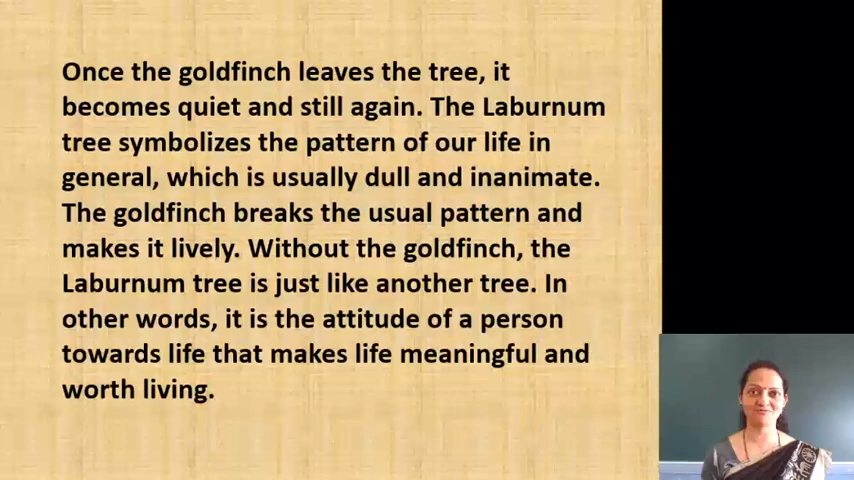 Once the goldfinch leaves the tree, it
becomes quiet and still again. The Laburnum
tree symbolizes the pattern of our life in
general, which is usually dull and inanimate.
The goldfinch breaks the usual pattern and
makes it lively. Without the goldfinch, the
Laburnum tree is just like another tree. In
other words, it is the attitude of a person
towards life that makes life meaningful and
worth living.